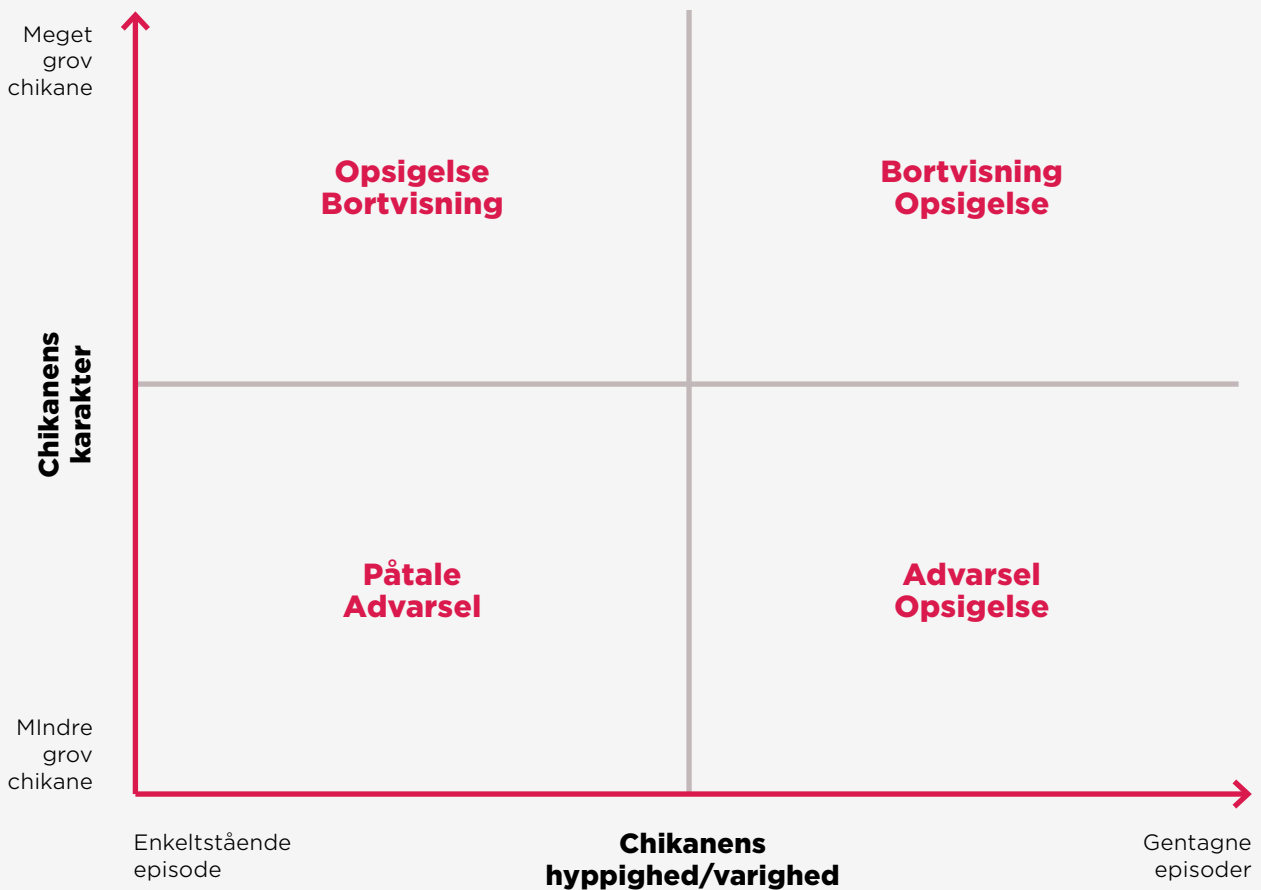 Meget
grov
chikane
Opsigelse
Bortvisning
Bortvisning
Opsigelse
Chikanens
karakter
Påtale
Advarsel
Advarsel
Opsigelse
MIndre
grov
chikane
Enkeltstående
episode
Chikanens
hyppighed/varighed
Gentagne
episoder